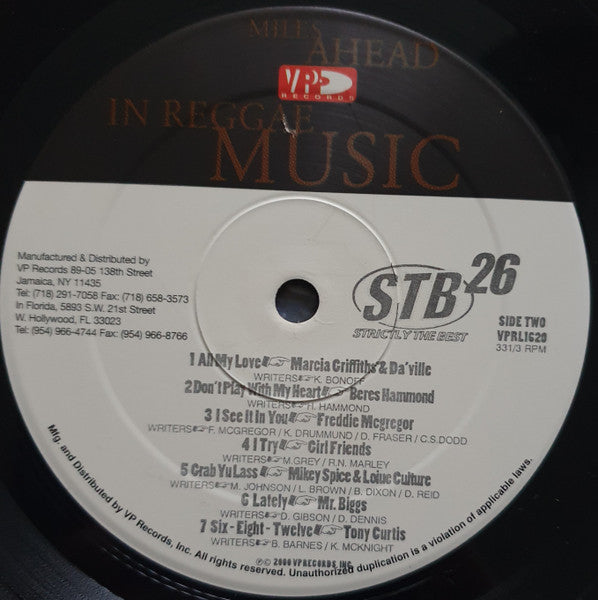 MILES
AHEAD
VP
RECORDS
IN REGGAE
MUSIC
Manufactured & Distributed by
VP Records 89-05 138th Street
Jamaica, NY 11435
Tel: (718) 291-7058 Fax: (718) 658-3573
In Florida, 5893 S.W. 21st Street
W. Hollywood, FL 33023
Tel: (954) 966-4744 Fax: (954) 966-8766
STB 26
STRICTLY THE BEST
SIDE TWO
VPRL1620
331/3 RPM
1 All My Love☞ Marcia Griffiths & Da'ville
WRITERS☞K. BONOFF
2 Don't Play With My Heart☞ Beres Hammond
WRITERS☞H. HAMMOND
3 I See It In You☞ Freddie Mcgregor
WRITERS☞F. MCGREGOR / K. DRUMMUND / D. FRASER / C.S.DODD
4 I Try☞ Girl Friends
WRITERS☞M.GREY / R.N. MARLEY
5 Grab Yu Lass☞ Mikey Spice & Loiue Culture
WRITERS☞M. JOHNSON / L. BROWN / B. DIXON / D. REID
6 Lately☞ Mr. Biggs
WRITERS☞D. GIBSON / D. DENNIS
7 Six - Eight - Twelve☞ Tony Curtis
WRITERS☞B. BARNES / K. MCKNIGHT
℗© 2000 VP RECORDS, INC.
Mfg. and Distributed by VP Records, Inc. All rights reserved. Unauthorized duplication is a violation of applicable laws.